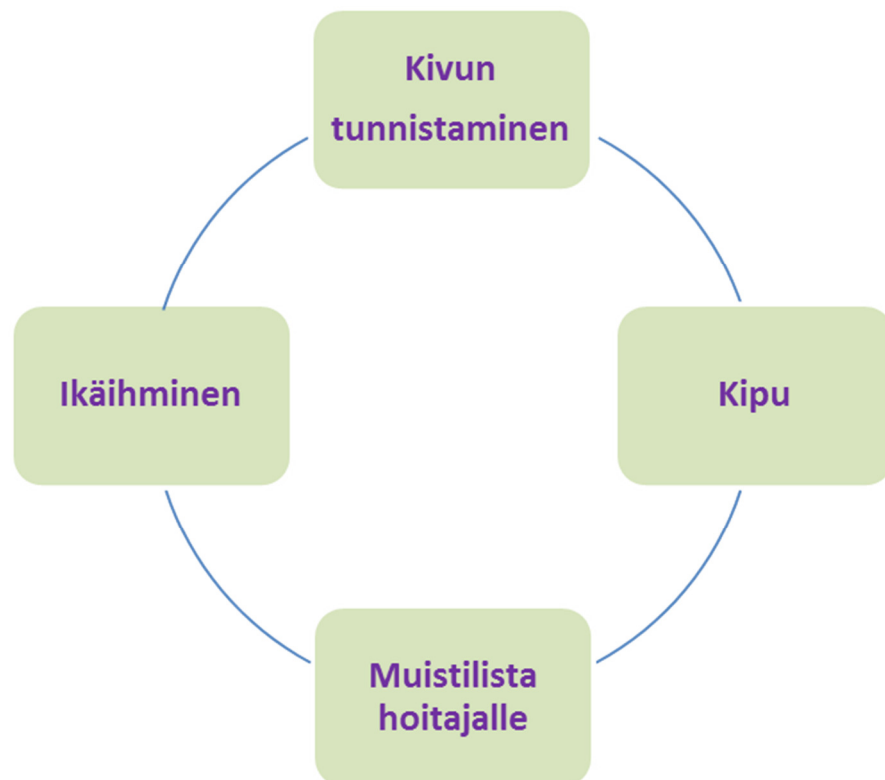 Kivun
tunnistaminen
Ikäihminen
Kipu
Muistilista
hoitajalle